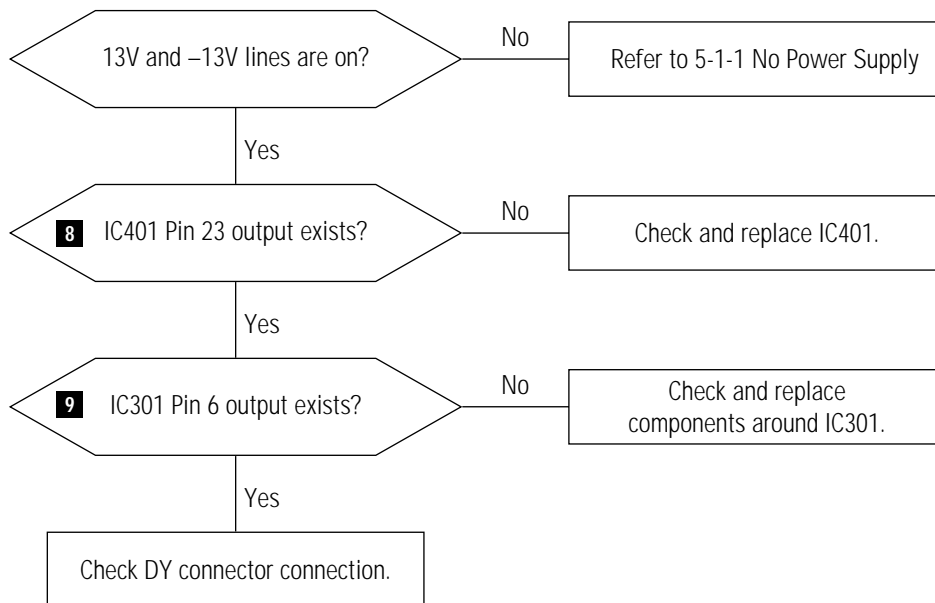 13V and –13V lines are on?
No
Refer to 5-1-1 No Power Supply
Yes
8 IC401 Pin 23 output exists?
No
Check and replace IC401.
Yes
9 IC301 Pin 6 output exists?
No
Check and replace
components around IC301.
Yes
Check DY connector connection.